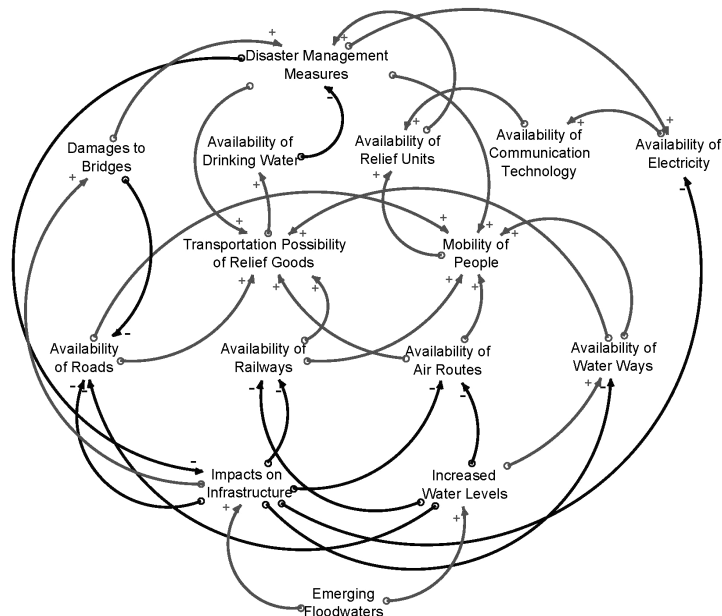 Disaster Management
Measures
Damages to
Bridges
Availability of
Drinking Water
Availability of
Relief Units
Availability of
Communication
Technology
Availability of
Electricity
Transportation Possibility
of Relief Goods
Mobility of
People
Availability
of Roads
Availability of
Railways
Availability of
Air Routes
Availability of
Water Ways
Impacts on
Infrastructure
Increased
Water Levels
Emerging
Floodwaters